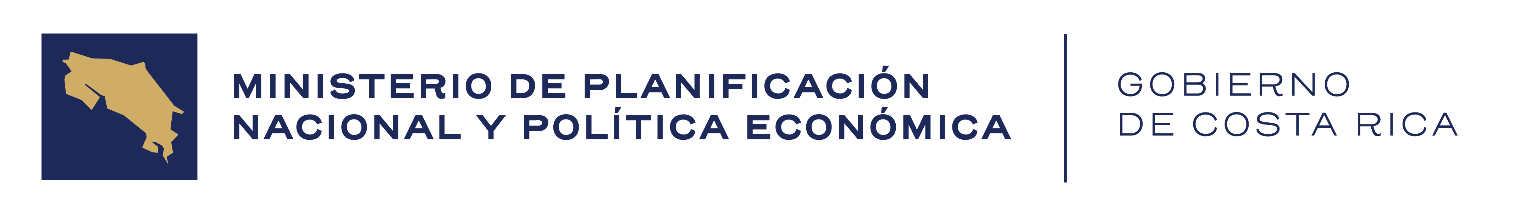 MINISTERIO DE PLANIFICACIÓN
NACIONAL Y POLÍTICA ECONÓMICA
GOBIERNO
DE COSTA RICA